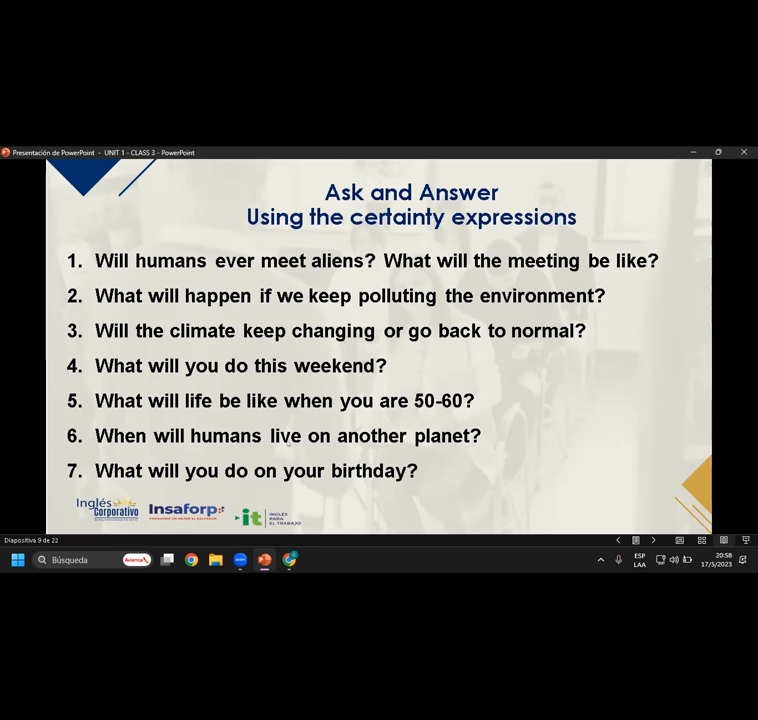 Presentación de PowerPoint - UNIT 1 - CLASS 3 - PowerPoint
Ask and Answer
Using the certainty expressions
1. Will humans ever meet aliens? What will the meeting be like?
2. What will happen if we keep polluting the environment?
3. Will the climate keep changing or go back to normal?
4. What will you do this weekend?
5. What will life be like when you are 50-60?
6. When will humans live on another planet?
7. What will you do on your birthday?
Inglés
Corporativo
Insaforp
it
INGLÉS
PARA
EL TRABAJO
Diapositiva 9 de 22
Búsqueda
ESP
LAA
20:58
17/5/2023